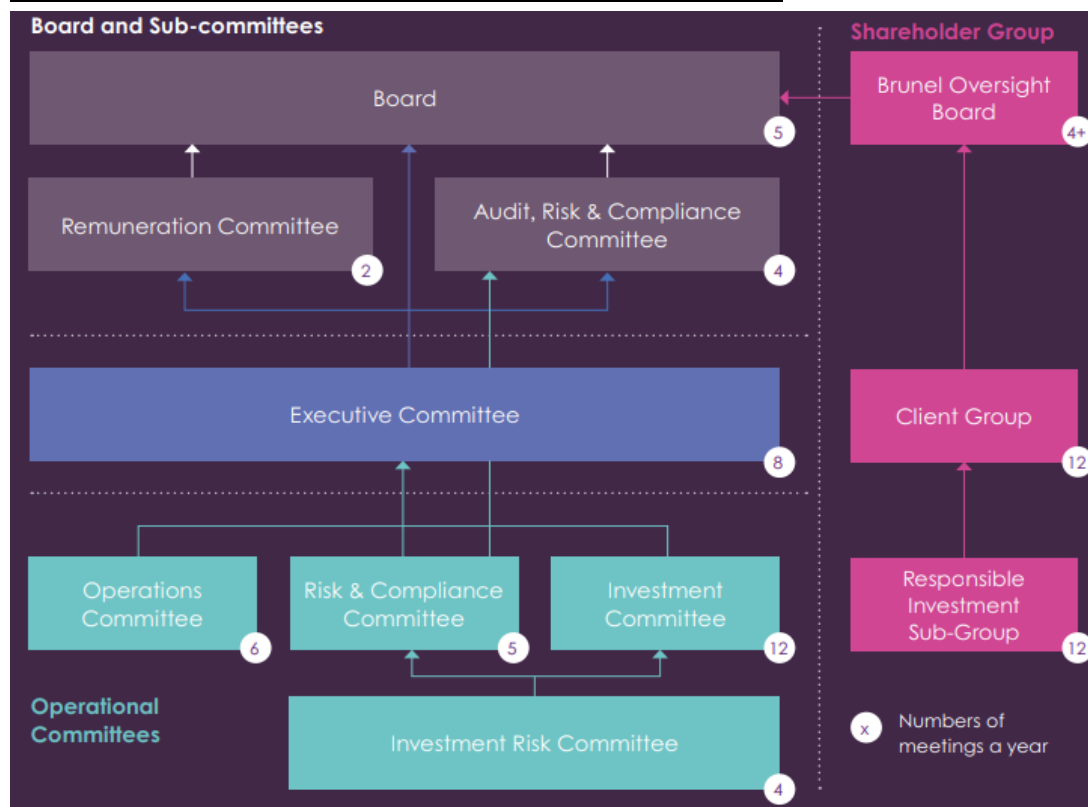 Board and Sub-committees
Shareholder Group
Board
5
Brunel Oversight
Board
4+
Remuneration Committee
2
Audit, Risk & Compliance
Committee
4
Executive Committee
8
Client Group
12
Operations
Committee
6
Risk & Compliance
Committee
5
Investment
Committee
12
Responsible
Investment
Sub-Group
12
Operational
Committees
Investment Risk Committee
4
x
Numbers of
meetings a year